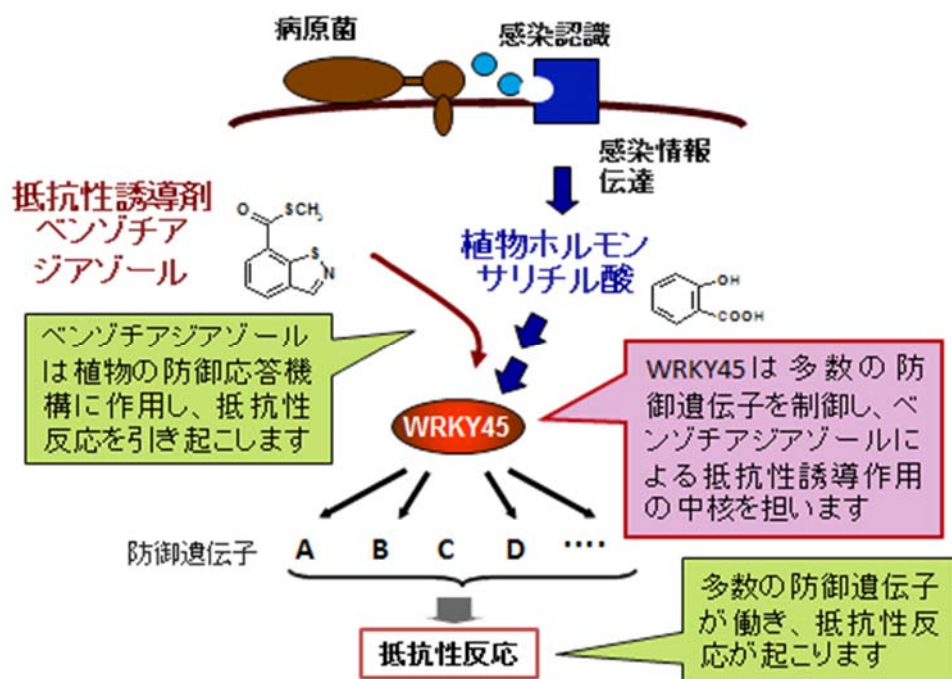 病原菌
感染認識
感染情報
伝達
抵抗性誘導剤
ベンゾチア
ジアゾール
O
SCH3
S
N
植物ホルモン
サリチル酸
OH
COOH
ベンゾチアジアゾール
は植物の防御応答機
構に作用し、抵抗性
反応を引き起こします
WRKY45
WRKY45は多数の防
御遺伝子を制御し、ベ
ンゾチアジアゾールに
よる抵抗性誘導作用
の中核を担います
防御遺伝子 A B C D ‥‥
抵抗性反応
多数の防御遺伝子
が働き、抵抗性反
応が起こります